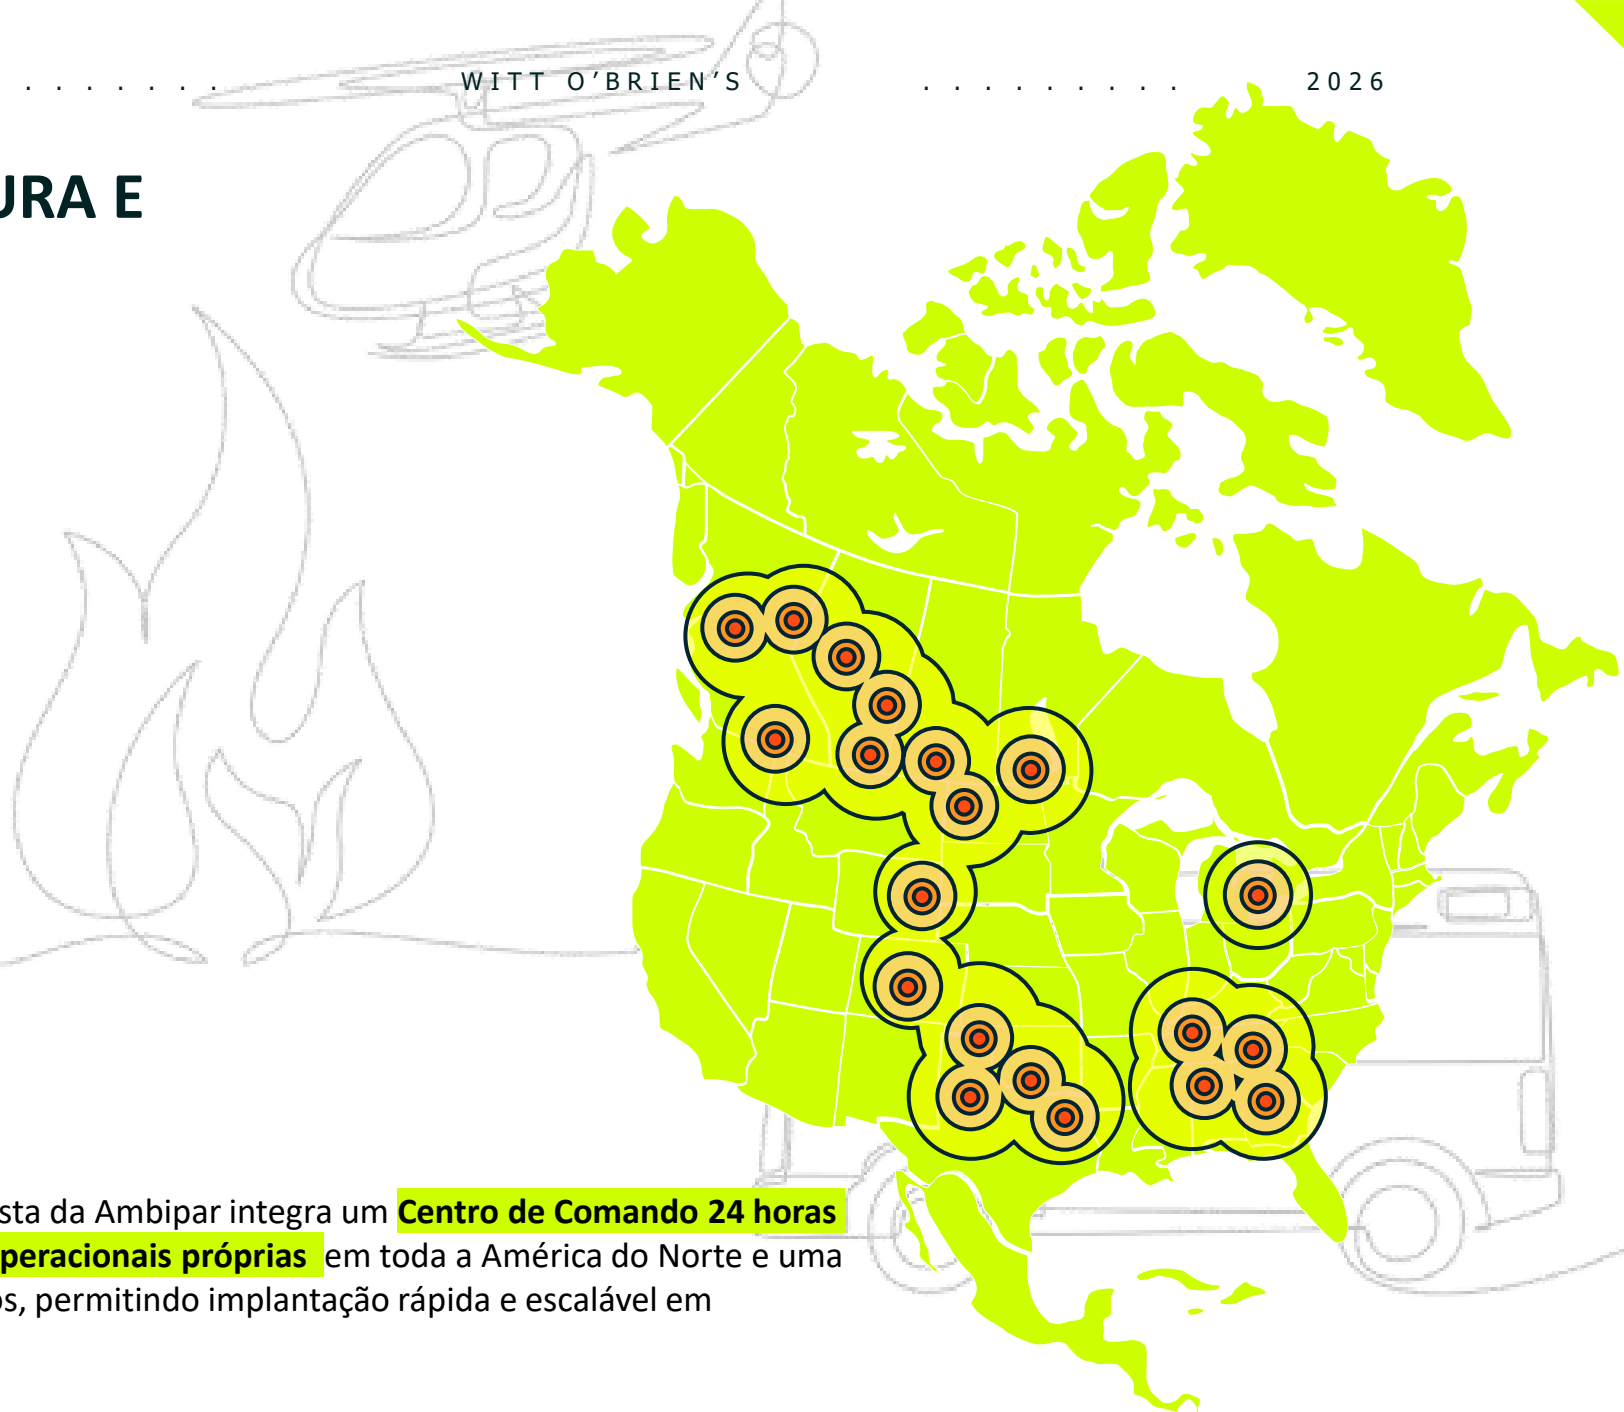 . . . . . . . WITT O’BRIEN’S . . . . . . . . . 2026
URA E
sta da Ambipar integra um Centro de Comando 24 horas
peracionais próprias em toda a América do Norte e uma
os, permitindo implantação rápida e escalável em